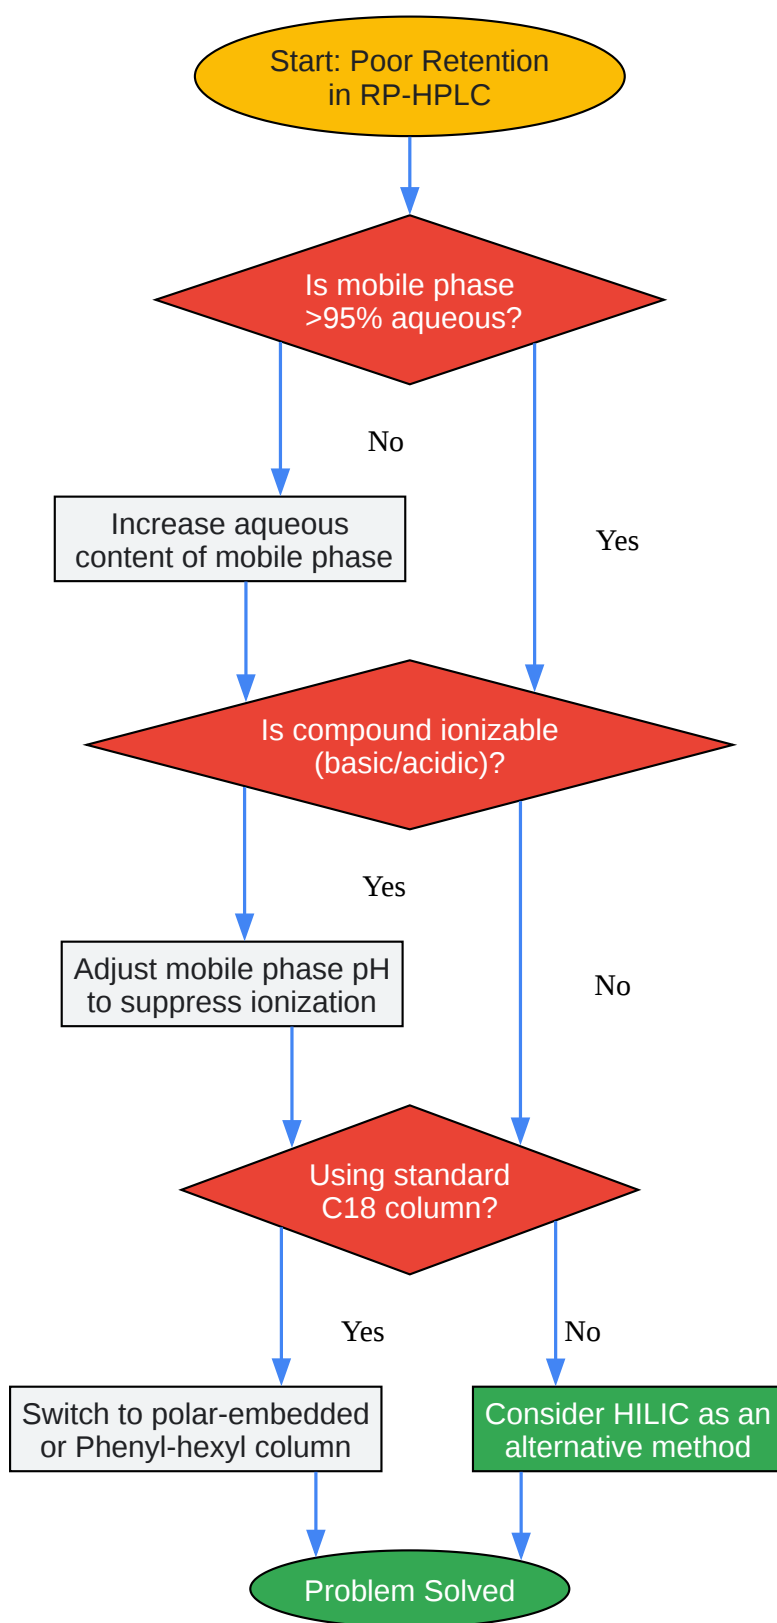 Start: Poor Retention
in RP-HPLC
Is mobile phase
>95% aqueous?
No
Increase aqueous
content of mobile phase
Yes
Is compound ionizable
(basic/acidic)?
Yes
Adjust mobile phase pH
to suppress ionization
No
Using standard
C18 column?
Yes
No
Switch to polar-embedded
or Phenyl-hexyl column
Consider HILIC as an
alternative method
Problem Solved